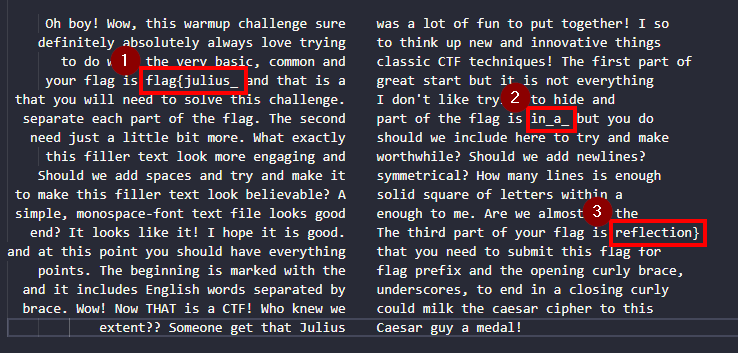 Oh boy! Wow, this warmup challenge sure was a lot of fun to put together! I so
definitely absolutely always love trying to think up new and innovative things
to do 1 the very basic, common and classic CTF techniques! The first part of
your flag is flag{julius_ and that is a great start but it is not everything
that you will need to solve this challenge. I don't like 2 to hide and
separate each part of the flag. The second part of the flag is in_a_ but you do
need just a little bit more. What exactly should we include here to try and make
this filler text look more engaging and worthwhile? Should we add newlines?
Should we add spaces and try and make it symmetrical? How many lines is enough
to make this filler text look believable? A solid square of letters within a
simple, monospace-font text file looks good enough to me. Are we almost 3 the
end? It looks like it! I hope it is good. The third part of your flag is reflection}
and at this point you should have everything that you need to submit this flag for
points. The beginning is marked with the flag prefix and the opening curly brace,
and it includes English words separated by underscores, to end in a closing curly
brace. Wow! Now THAT is a CTF! Who knew we could milk the caesar cipher to this
extent?? Someone get that Julius Caesar guy a medal!